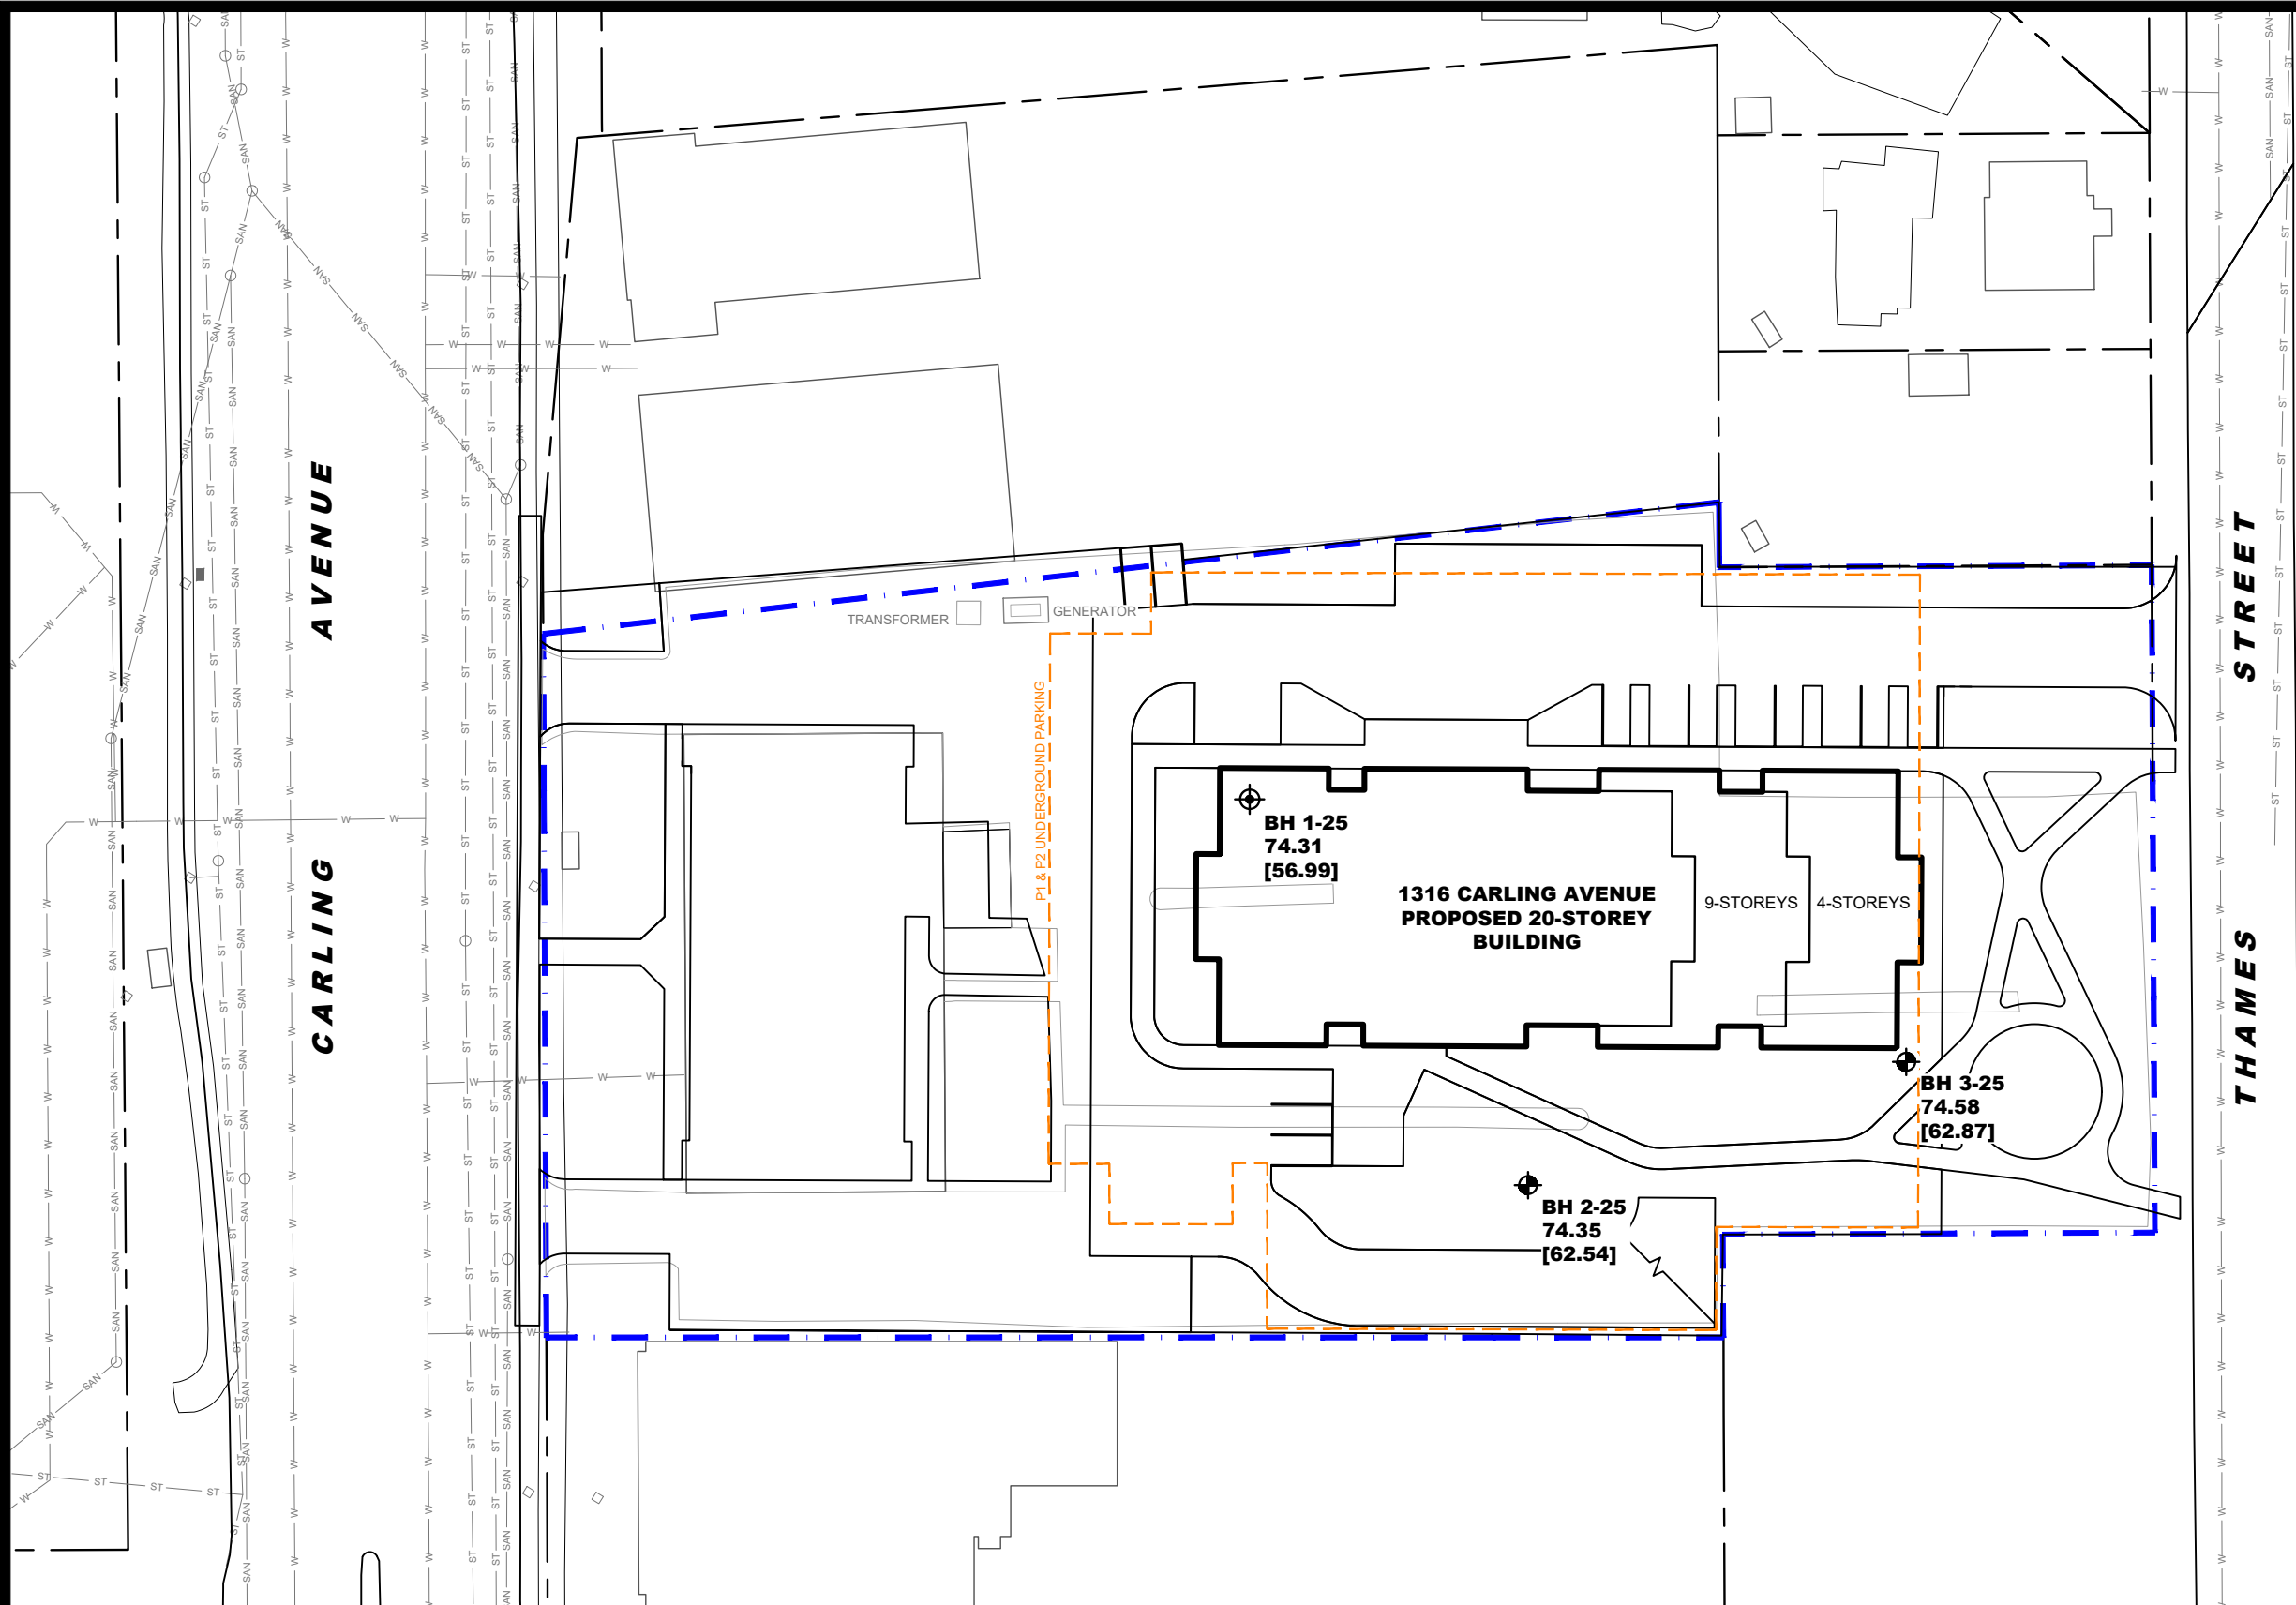 CARLING AVENUE
THAMES STREET
TRANSFORMER
GENERATOR
P1 & P2 UNDERGROUND PARKING
BH 1-25
74.31
[56.99]
1316 CARLING AVENUE
PROPOSED 20-STOREY
BUILDING
9-STOREYS
4-STOREYS
BH 3-25
74.58
[62.87]
BH 2-25
74.35
[62.54]
SAN
ST
W